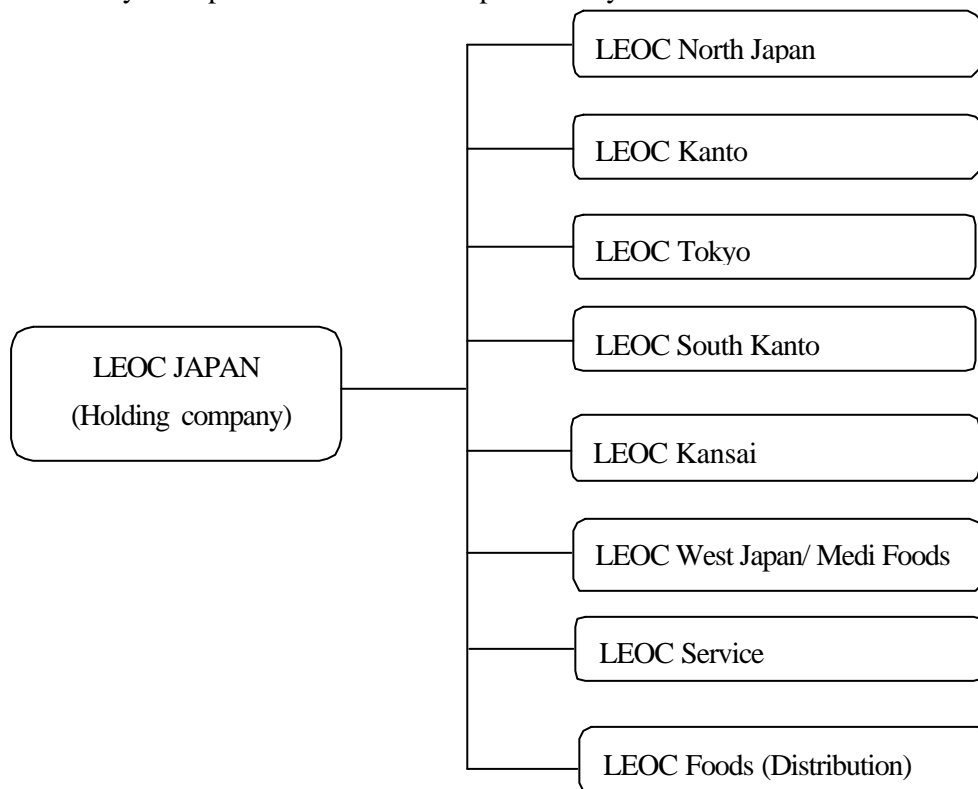 LEOC North Japan
LEOC Kanto
LEOC Tokyo
LEOC South Kanto
LEOC JAPAN
(Holding company)
LEOC Kansai
LEOC West Japan/ Medi Foods
LEOC Service
LEOC Foods (Distribution)